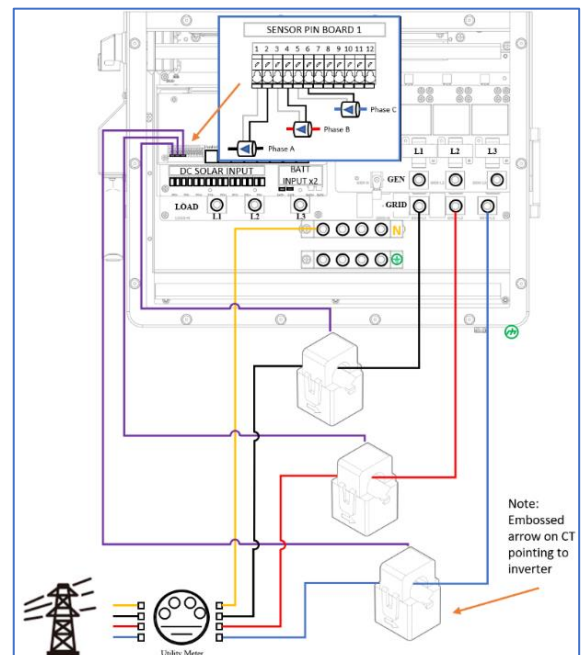 SENSOR PIN BOARD 1
1 2 3 4 5 6 7 8 9 10 11 12
Phase C
Phase B
Phase A
DC SOLAR INPUT
BATT
INPUT x2
L1 L2 L3
GEN
GRID
LOAD
L1 L2 L3
N
Note:
Embossed
arrow on CT
pointing to
inverter
Utility Meter